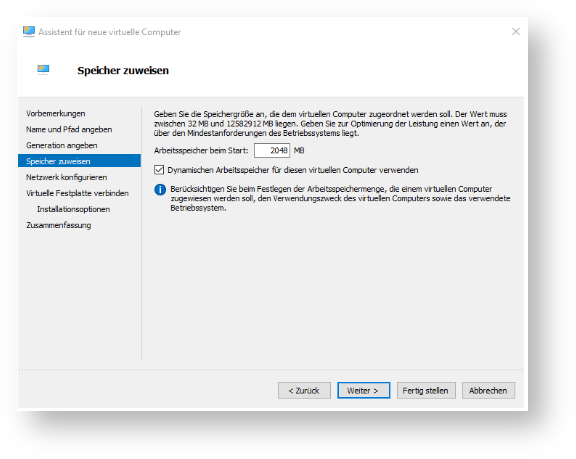 Assistent für neue virtuelle Computer
Speicher zuweisen
Vorbemerkungen
Name und Pfad angeben
Generation angeben
Speicher zuweisen
Netzwerk konfigurieren
Virtuelle Festplatte verbinden
Installationsoptionen
Zusammenfassung
Geben Sie die Speichergröße an, die dem virtuellen Computer zugeordnet werden soll. Der Wert muss
zwischen 32 MB und 12582912 MB liegen. Geben Sie zur Optimierung der Leistung einen Wert an, der
über den Mindestanforderungen des Betriebssystems liegt.
Arbeitsspeicher beim Start: 2048 MB
Dynamischen Arbeitsspeicher für diesen virtuellen Computer verwenden
Berücksichtigen Sie beim Festlegen der Arbeitsspeichermenge, die einem virtuellen Computer
zugewiesen werden soll, den Verwendungszweck des virtuellen Computers sowie das verwendete
Betriebssystem.
< Zurück
Weiter >
Fertig stellen
Abbrechen